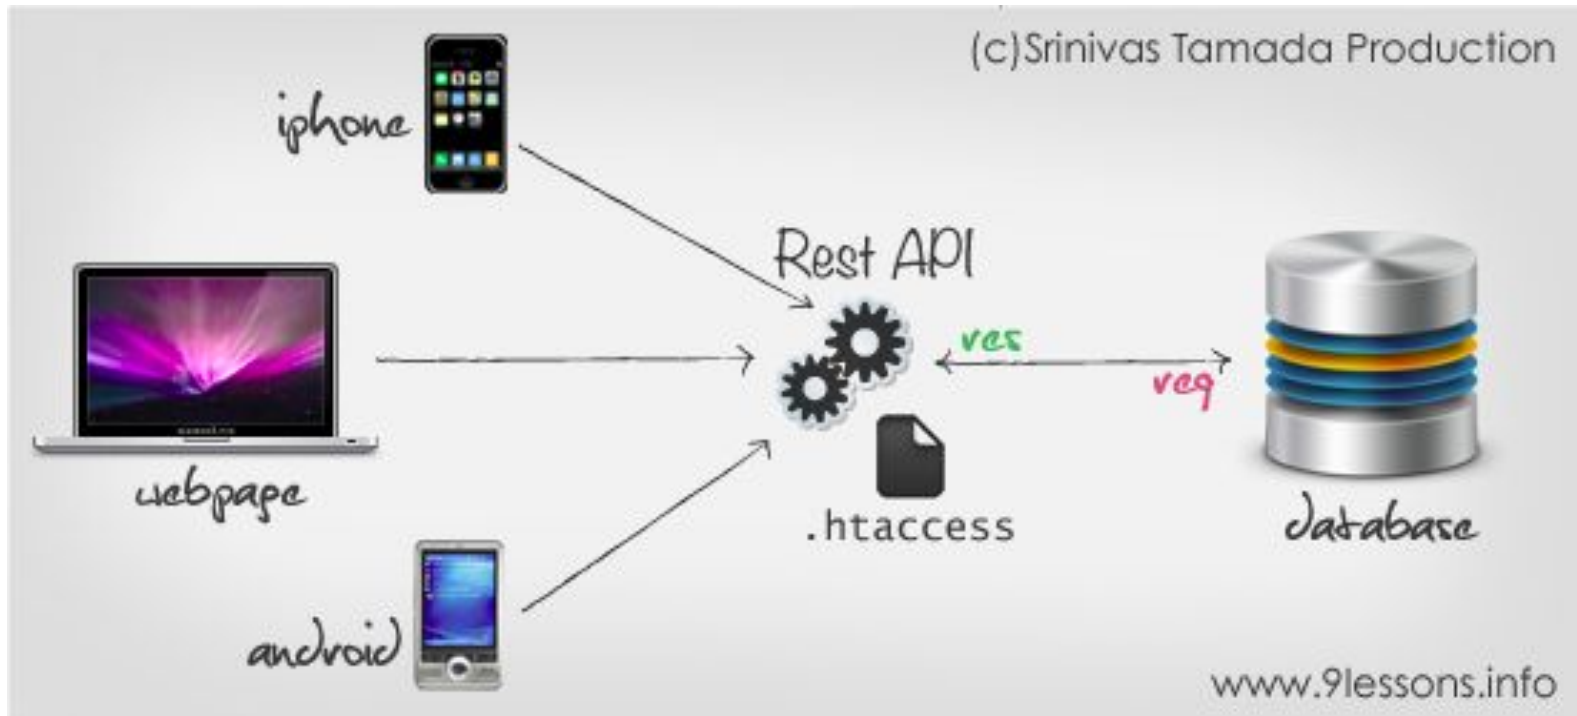 (c)Srinivas Tamada Production
iphone
Rest API
res
req
webpage
.htaccess
database
android
www.9lessons.info